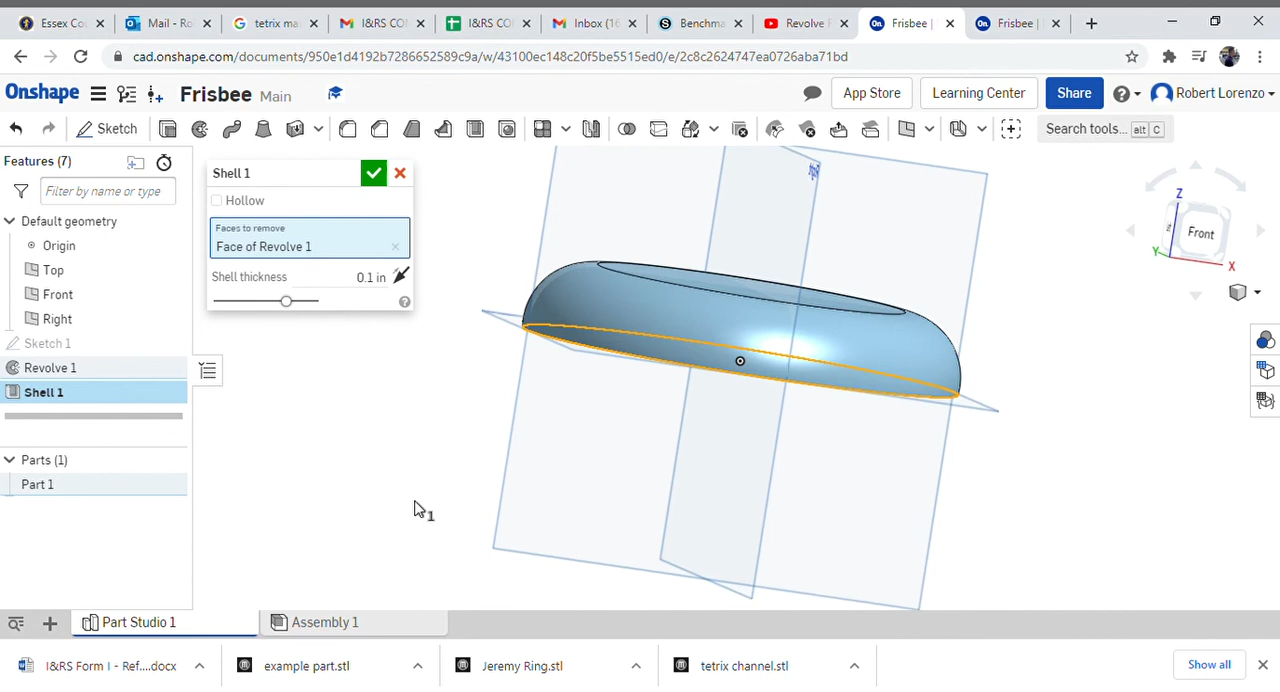 Essex Cou
Mail - Ro
tetrix ma
I&RS CO
I&RS CO
Inbox (16
Benchma
Revolve F
Frisbee |
Frisbee |
cad.onshape.com/documents/950e1d4192b7286652589c9a/w/43100ec148c20f5be5515ed0/e/2c8c2624747ea0726aba71bd
Onshape
Frisbee Main
App Store
Learning Center
Share
Robert Lorenzo
Sketch
Search tools... alt C
Features (7)
Filter by name or type
Default geometry
Origin
Top
Front
Right
Sketch 1
Revolve 1
Shell 1
Parts (1)
Part 1
Shell 1
Hollow
Faces to remove
Face of Revolve 1
Shell thickness 0.1 in
Right
Z
Front
Y
X
1
Part Studio 1
Assembly 1
I&RS Form I - Ref....docx
example part.stl
Jeremy Ring.stl
tetrix channel.stl
Show all